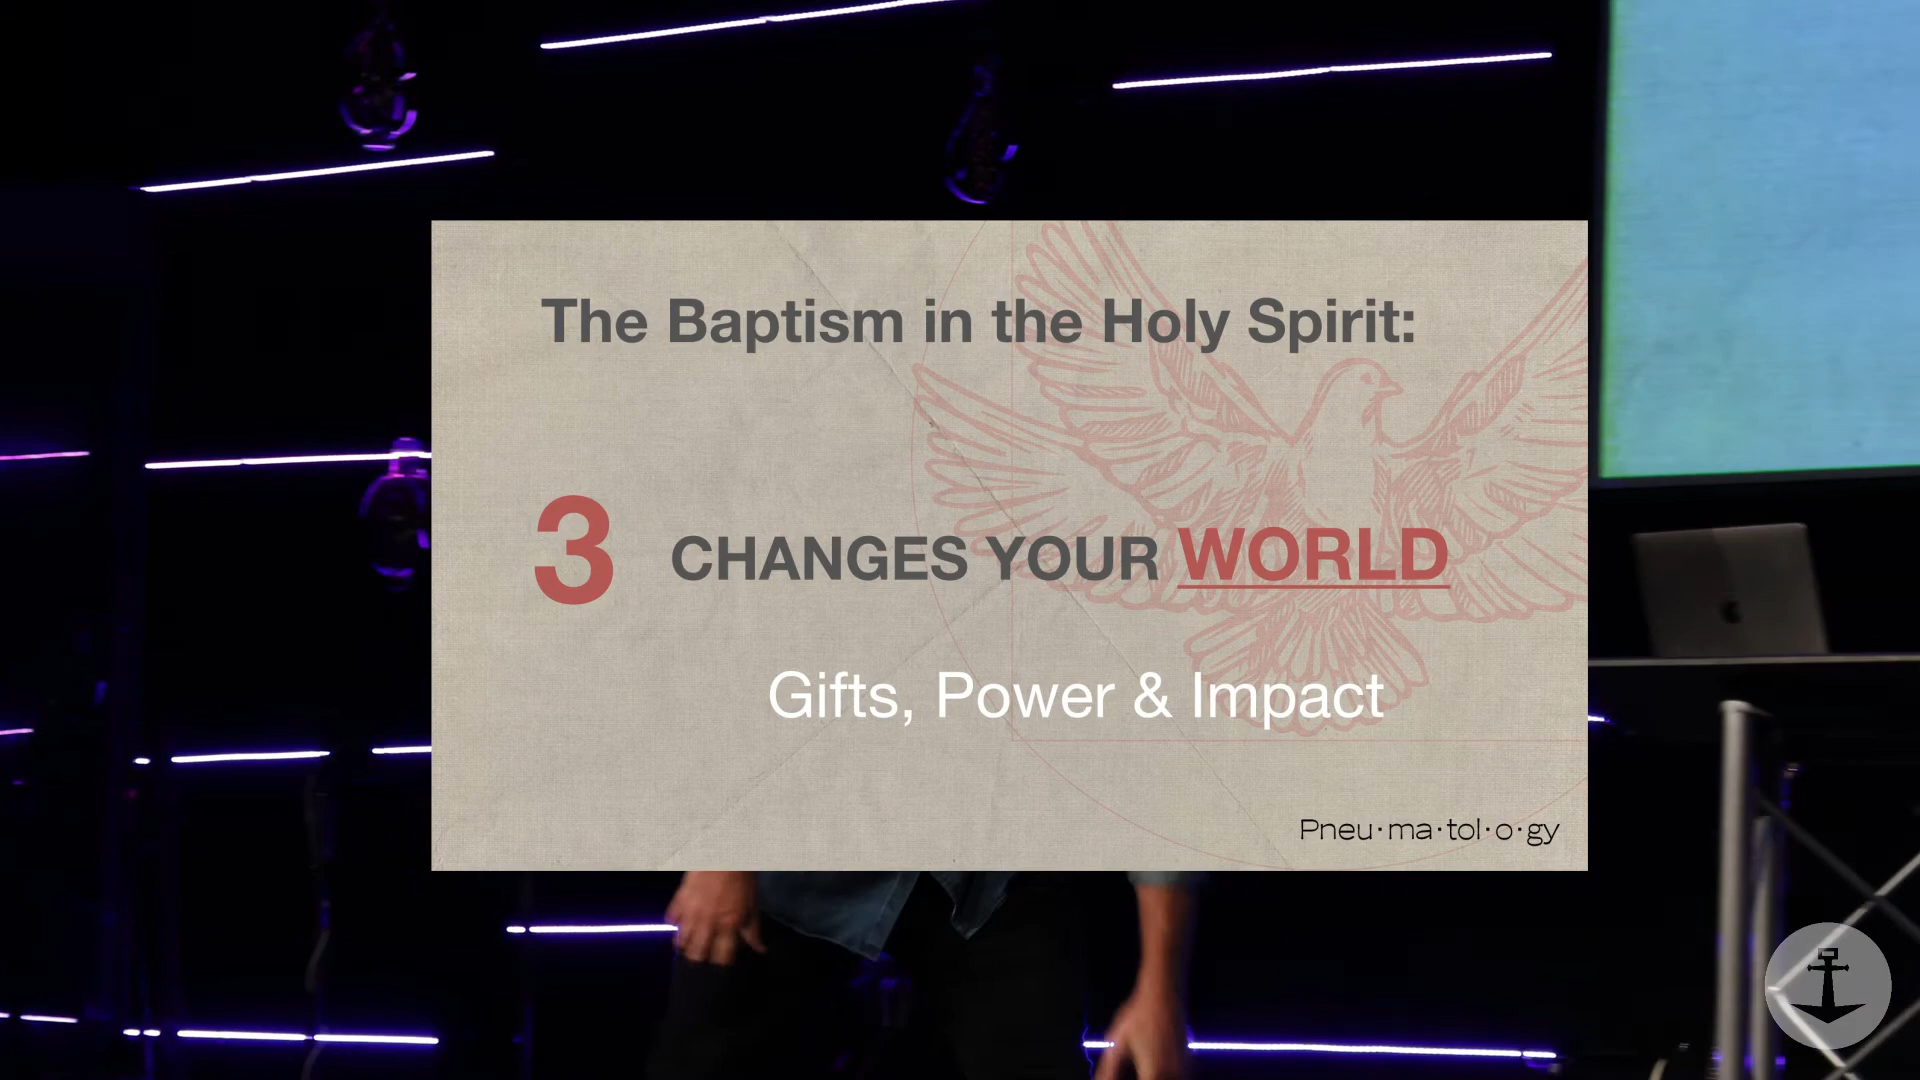 The Baptism in the Holy Spirit:
3 CHANGES YOUR WORLD
Gifts, Power & Impact
Pneu·ma·tol·o·gy